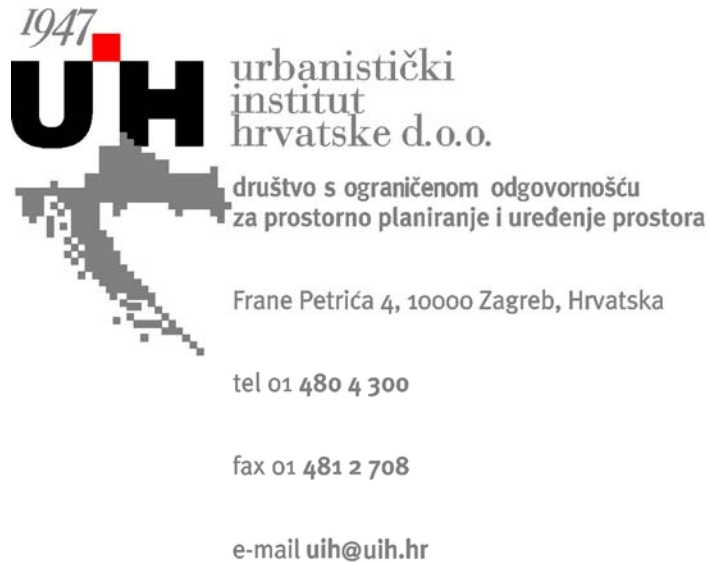 1947
UiH
urbanistički
institut
hrvatske d.o.o.
društvo s ograničenom odgovornošću
za prostorno planiranje i uređenje prostora
Frane Petrića 4, 10000 Zagreb, Hrvatska
tel 01 480 4 300
fax 01 481 2 708
e-mail uih@uih.hr